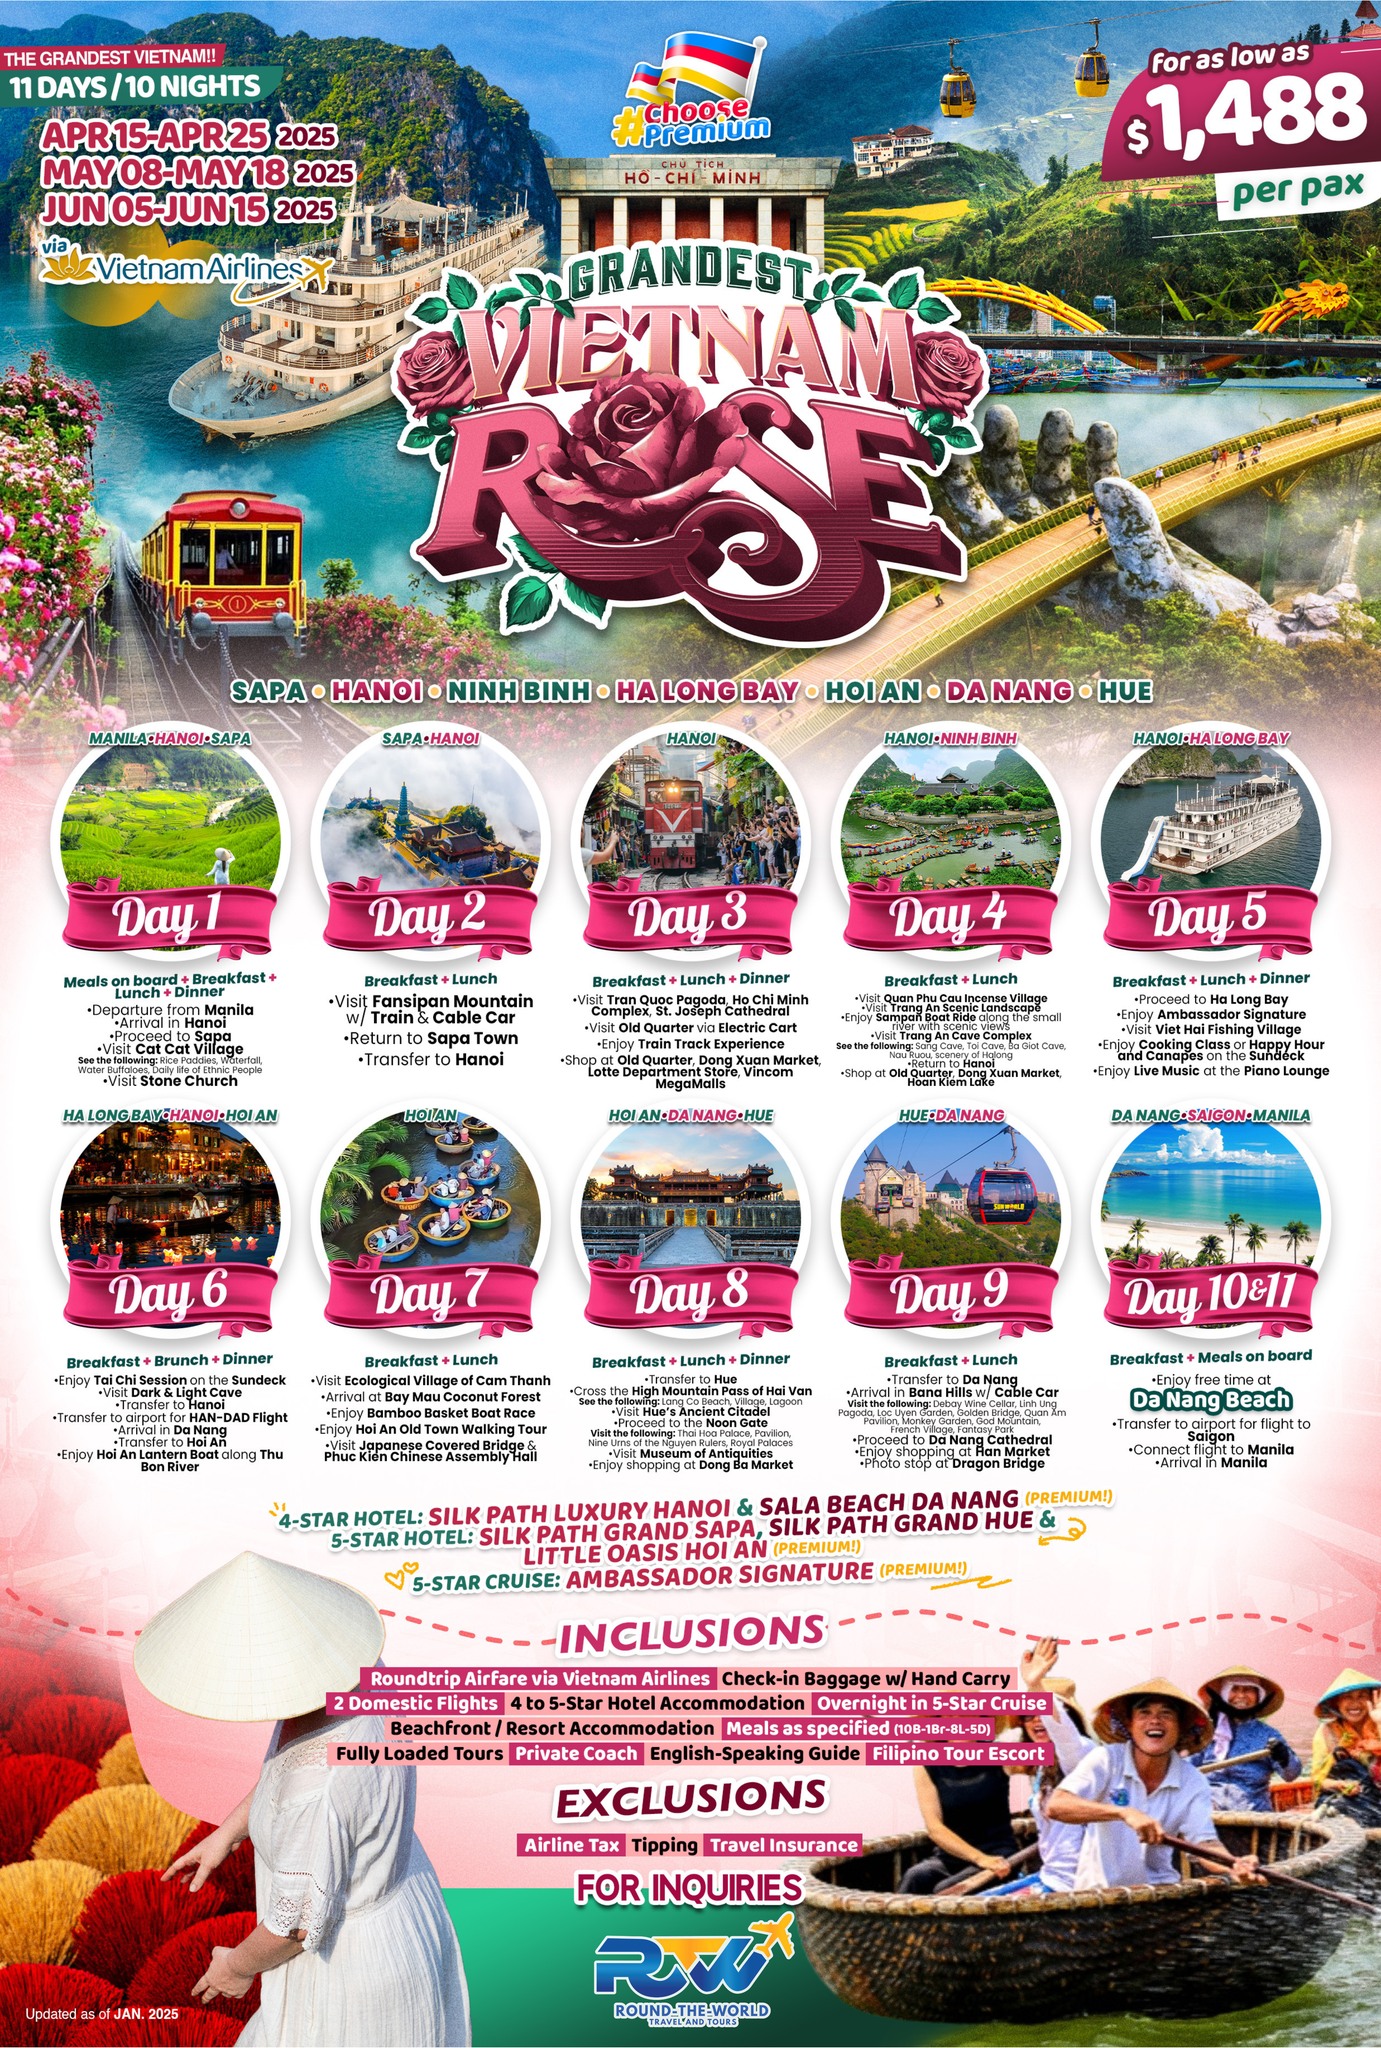 THE GRANDEST VIETNAM!!
11 DAYS / 10 NIGHTS
APR 15-APR 25 2025
MAY 08-MAY 18 2025
JUN 05-JUN 15 2025
via
Vietnam Airlines
#Choose
Premium
CHỦ TỊCH
HỒ-CHÍ-MINH
for as low as
$1,488
per pax
GRANDEST
VIETNAM
ROSE
SAPA • HANOI • NINH BINH • HA LONG BAY • HOI AN • DA NANG • HUE
MANILA•HANOI•SAPA
Day 1
Meals on board + Breakfast +
Lunch + Dinner
•Departure from Manila
•Arrival in Hanoi
•Proceed to Sapa
•Visit Cat Cat Village
See the following: Rice Paddies, Waterfall,
Water Buffaloes, Daily life of Ethnic People
•Visit Stone Church
SAPA•HANOI
Day 2
Breakfast + Lunch
•Visit Fansipan Mountain
w/ Train & Cable Car
•Return to Sapa Town
•Transfer to Hanoi
HANOI
Day 3
Breakfast + Lunch + Dinner
•Visit Tran Quoc Pagoda, Ho Chi Minh
Complex, St. Joseph Cathedral
•Visit Old Quarter via Electric Cart
•Enjoy Train Track Experience
•Shop at Old Quarter, Dong Xuan Market,
Lotte Department Store, Vincom
MegaMalls
HANOI•NINH BINH
Day 4
Breakfast + Lunch
•Visit Quan Phu Cau Incense Village
•Visit Trang An Scenic Landscape
•Enjoy Sampan Boat Ride along the small
river with scenic views
•Visit Trang An Cave Complex
See the following: Sang Cave, Toi Cave, Ba Giot Cave,
Nau Ruou, scenery of Halong
•Return to Hanoi
•Shop at Old Quarter, Dong Xuan Market,
Hoan Kiem Lake
HANOI•HA LONG BAY
Day 5
Breakfast + Lunch + Dinner
•Proceed to Ha Long Bay
•Enjoy Ambassador Signature
•Visit Viet Hai Fishing Village
•Enjoy Cooking Class or Happy Hour
and Canapes on the Sundeck
•Enjoy Live Music at the Piano Lounge
HA LONG BAY•HANOI•HOI AN
Day 6
Breakfast + Brunch + Dinner
•Enjoy Tai Chi Session on the Sundeck
•Visit Dark & Light Cave
•Transfer to Hanoi
•Transfer to airport for HAN-DAD Flight
•Arrival in Da Nang
•Transfer to Hoi An
•Enjoy Hoi An Lantern Boat along Thu
Bon River
HOI AN
Day 7
Breakfast + Lunch
•Visit Ecological Village of Cam Thanh
•Arrival at Bay Mau Coconut Forest
•Enjoy Bamboo Basket Boat Race
•Enjoy Hoi An Old Town Walking Tour
•Visit Japanese Covered Bridge &
Phuc Kien Chinese Assembly Hall
HOI AN•DA NANG•HUE
Day 8
Breakfast + Lunch + Dinner
•Transfer to Hue
•Cross the High Mountain Pass of Hai Van
See the following: Lang Co Beach, Village, Lagoon
•Visit Hue's Ancient Citadel
•Proceed to the Noon Gate
Visit the following: Thai Hoa Palace, Pavilion,
Nine Urns of the Nguyen Rulers, Royal Palaces
•Visit Museum of Antiquities
•Enjoy shopping at Dong Ba Market
HUE•DA NANG
SUN WORLD
Day 9
Breakfast + Lunch
•Transfer to Da Nang
•Arrival in Bana Hills w/ Cable Car
Visit the following: Debay Wine Cellar, Linh Ung
Pagoda, Loc Uyen Garden, Golden Bridge, Quan Am
Pavilion, Monkey Garden, God Mountain,
French Village, Fantasy Park
•Proceed to Da Nang Cathedral
•Enjoy shopping at Han Market
•Photo stop at Dragon Bridge
DA NANG•SAIGON•MANILA
Day 10&11
Breakfast + Meals on board
•Enjoy free time at
Da Nang Beach
•Transfer to airport for flight to
Saigon
•Connect flight to Manila
•Arrival in Manila
4-STAR HOTEL: SILK PATH LUXURY HANOI & SALA BEACH DA NANG (PREMIUM!)
5-STAR HOTEL: SILK PATH GRAND SAPA, SILK PATH GRAND HUE &
LITTLE OASIS HOI AN (PREMIUM!)
5-STAR CRUISE: AMBASSADOR SIGNATURE (PREMIUM!)
INCLUSIONS
Roundtrip Airfare via Vietnam Airlines Check-in Baggage w/ Hand Carry
2 Domestic Flights 4 to 5-Star Hotel Accommodation Overnight in 5-Star Cruise
Beachfront / Resort Accommodation Meals as specified (10B-1Br-8L-5D)
Fully Loaded Tours Private Coach English-Speaking Guide Filipino Tour Escort
EXCLUSIONS
Airline Tax Tipping Travel Insurance
FOR INQUIRIES
RTW
ROUND-THE-WORLD
TRAVEL AND TOURS
Updated as of JAN. 2025